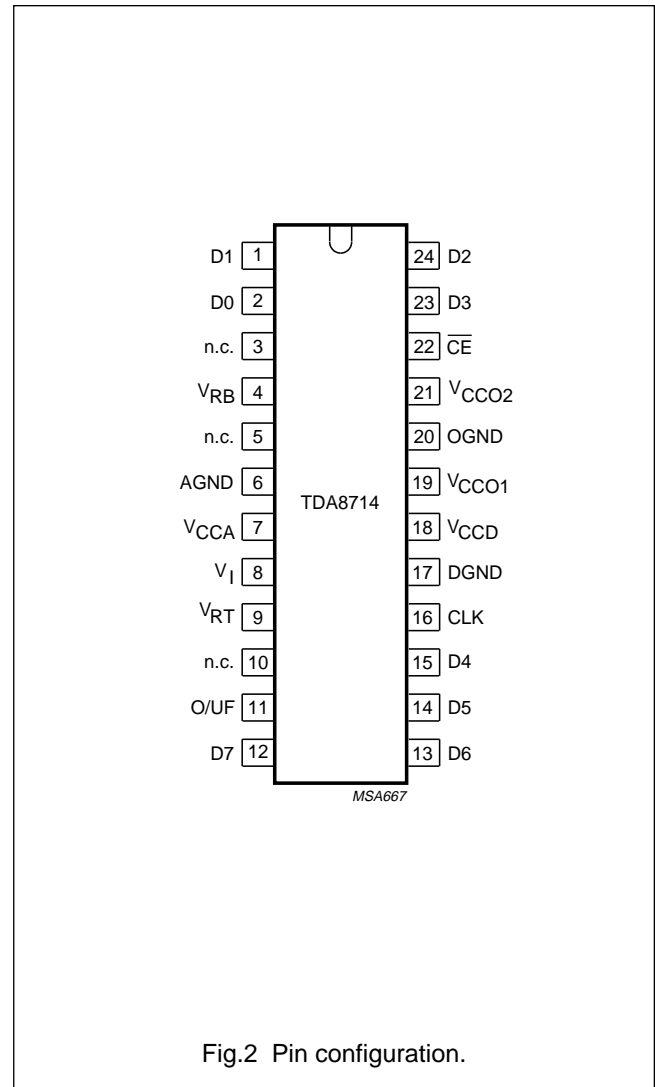 D1 1 24 D2
D0 2 23 D3
n.c. 3 22 C̅E̅
VRB 4 21 VCCO2
n.c. 5 20 OGND
AGND 6 19 VCCO1
TDA8714
VCCA 7 18 VCCD
VI 8 17 DGND
VRT 9 16 CLK
n.c. 10 15 D4
O/UF 11 14 D5
D7 12 13 D6
MSA667
Fig.2 Pin configuration.